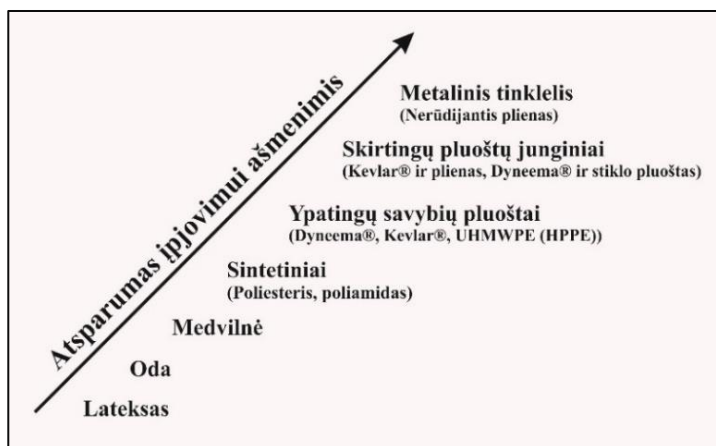 Atsparumas įpjovimui ašmenimis
Metalinis tinklelis
(Nerūdijantis plienas)
Skirtingų pluoštų junginiai
(Kevlar® ir plienas, Dyneema® ir stiklo pluoštas)
Ypatingų savybių pluoštai
(Dyneema®, Kevlar®, UHMWPE (HPPE))
Sintetiniai
(Poliesteris, poliamidas)
Medvilnė
Oda
Lateksas